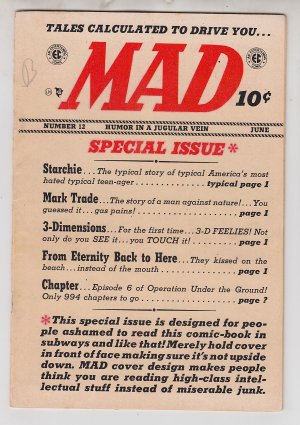 TALES CALCULATED TO DRIVE YOU...
MAD
10¢
NUMBER 12 HUMOR IN A JUGULAR VEIN JUNE
SPECIAL ISSUE *
Starchie... The typical story of typical America's most
hated typical teen-ager ............ typical page 1
Mark Trade... The story of a man against nature!... You
guessed it... gas pains! .................. page 1
3-Dimensions... For the first time... 3-D FEELIES! Not
only do you SEE it... you TOUCH it! .......... page 1
From Eternity Back to Here... They kissed on the
beach... instead of the mouth ............. page 1
Chapter... Episode 6 of Operation Under the Ground!
Only 994 chapters to go .................. page ?
*This special issue is designed for peo-
ple ashamed to read this comic-book in
subways and like that! Merely hold cover
in front of face making sure it's not upside
down. MAD cover design makes people
think you are reading high-class intel-
lectual stuff instead of miserable junk.